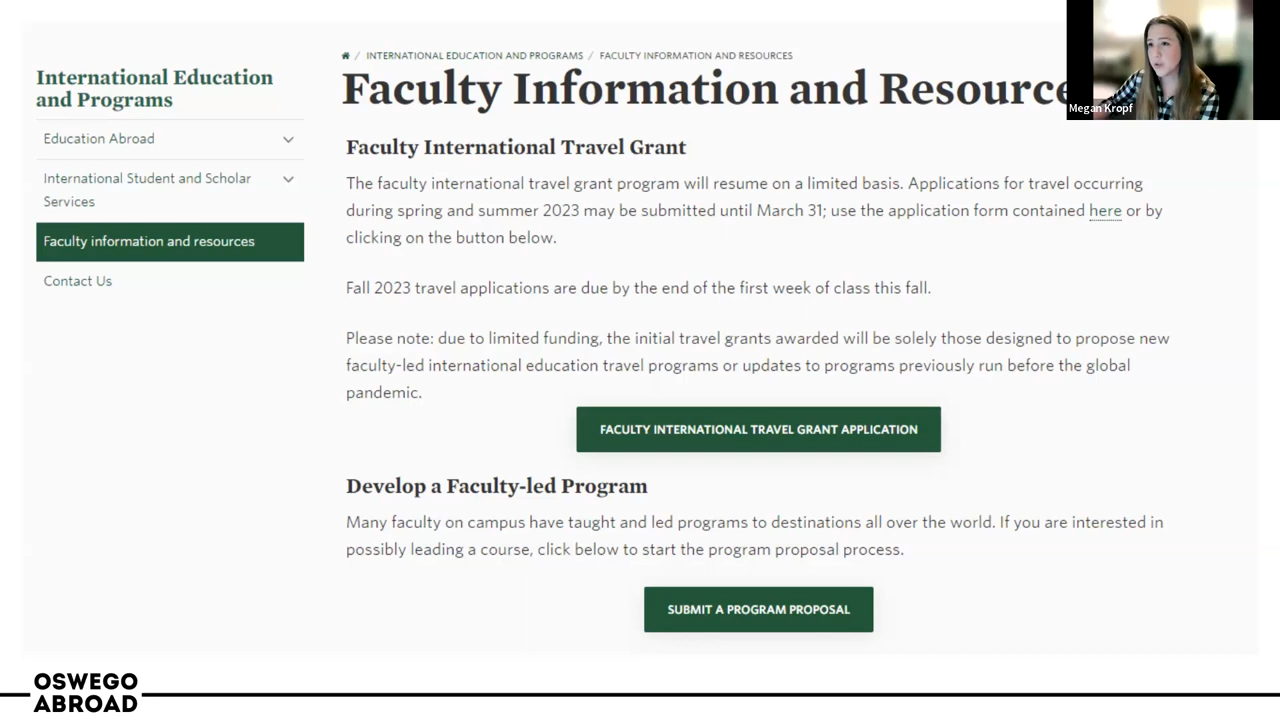 INTERNATIONAL EDUCATION AND PROGRAMS / FACULTY INFORMATION AND RESOURCES
Faculty Information and Resource
Megan Kropf
International Education
and Programs
Education Abroad
International Student and Scholar
Services
Faculty information and resources
Contact Us
Faculty International Travel Grant
The faculty international travel grant program will resume on a limited basis. Applications for travel occurring
during spring and summer 2023 may be submitted until March 31; use the application form contained here or by
clicking on the button below.
Fall 2023 travel applications are due by the end of the first week of class this fall.
Please note: due to limited funding, the initial travel grants awarded will be solely those designed to propose new
faculty-led international education travel programs or updates to programs previously run before the global
pandemic.
FACULTY INTERNATIONAL TRAVEL GRANT APPLICATION
Develop a Faculty-led Program
Many faculty on campus have taught and led programs to destinations all over the world. If you are interested in
possibly leading a course, click below to start the program proposal process.
SUBMIT A PROGRAM PROPOSAL
OSWEGO
ABROAD